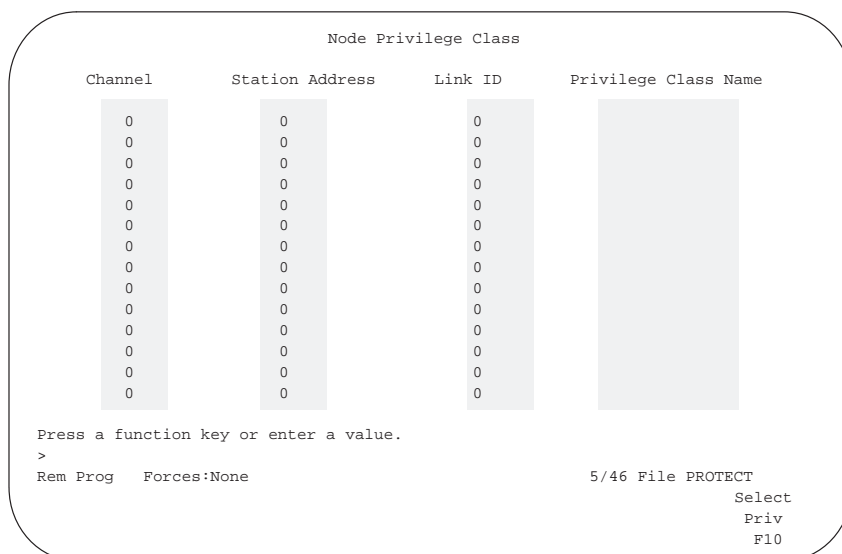 Node Privilege Class
Channel Station Address Link ID Privilege Class Name
0 0 0
0 0 0
0 0 0
0 0 0
0 0 0
0 0 0
0 0 0
0 0 0
0 0 0
0 0 0
0 0 0
0 0 0
0 0 0
0 0 0
Press a function key or enter a value.
>
Rem Prog Forces:None 5/46 File PROTECT
Select
Priv
F10